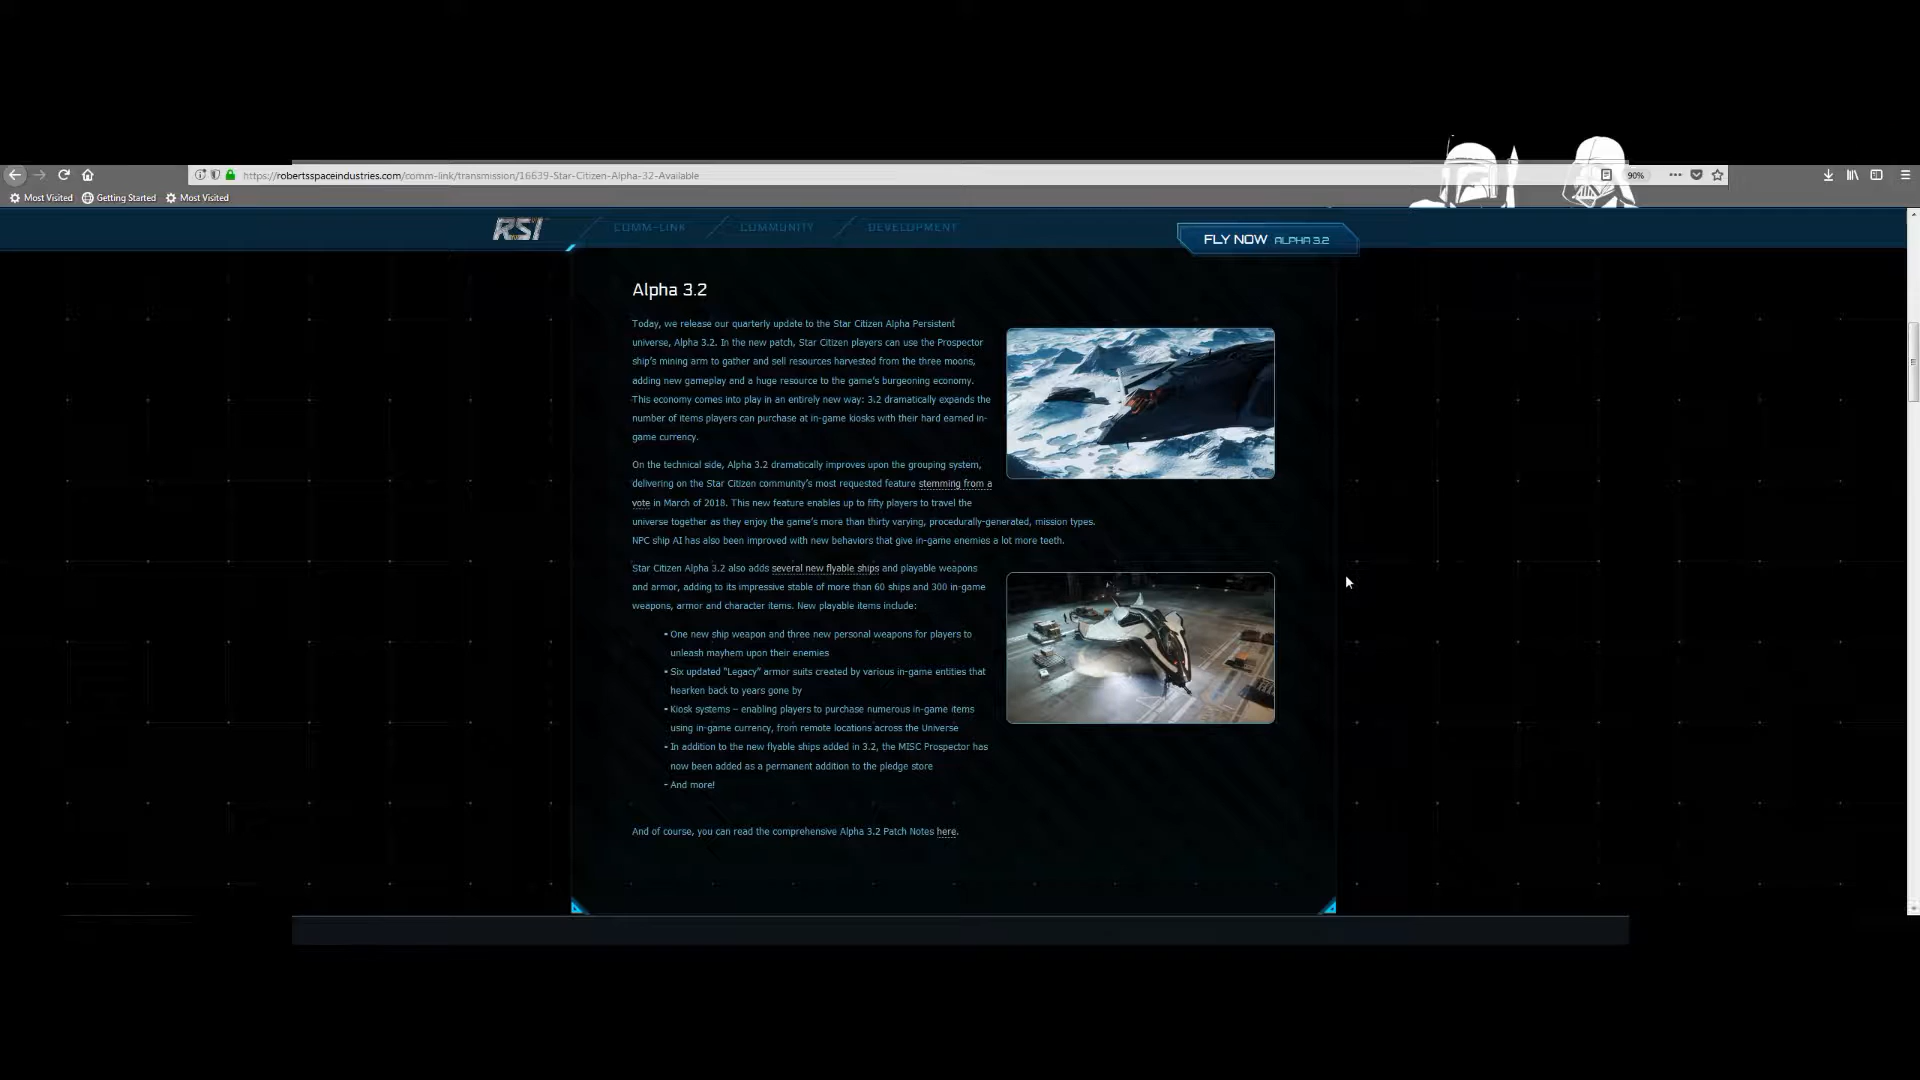 https://robertsspaceindustries.com/comm-link/transmission/16639-Star-Citizen-Alpha-32-Available
90%
Most Visited
Getting Started
Most Visited
RSI
COMM-LINK
COMMUNITY
DEVELOPMENT
FLY NOW ALPHA 3.2
Alpha 3.2
Today, we release our quarterly update to the Star Citizen Alpha Persistent
universe, Alpha 3.2. In the new patch, Star Citizen players can use the Prospector
ship's mining arm to gather and sell resources harvested from the three moons,
adding new gameplay and a huge resource to the game's burgeoning economy.
This economy comes into play in an entirely new way: 3.2 dramatically expands the
number of items players can purchase at in-game kiosks with their hard earned in-
game currency.
On the technical side, Alpha 3.2 dramatically improves upon the grouping system,
delivering on the Star Citizen community's most requested feature stemming from a
vote in March of 2018. This new feature enables up to fifty players to travel the
universe together as they enjoy the game's more than thirty varying, procedurally-generated, mission types.
NPC ship AI has also been improved with new behaviors that give in-game enemies a lot more teeth.
Star Citizen Alpha 3.2 also adds several new flyable ships and playable weapons
and armor, adding to its impressive stable of more than 60 ships and 300 in-game
weapons, armor and character items. New playable items include:
- One new ship weapon and three new personal weapons for players to
unleash mayhem upon their enemies
- Six updated "Legacy" armor suits created by various in-game entities that
hearken back to years gone by
- Kiosk systems – enabling players to purchase numerous in-game items
using in-game currency, from remote locations across the Universe
- In addition to the new flyable ships added in 3.2, the MISC Prospector has
now been added as a permanent addition to the pledge store
- And more!
And of course, you can read the comprehensive Alpha 3.2 Patch Notes here.